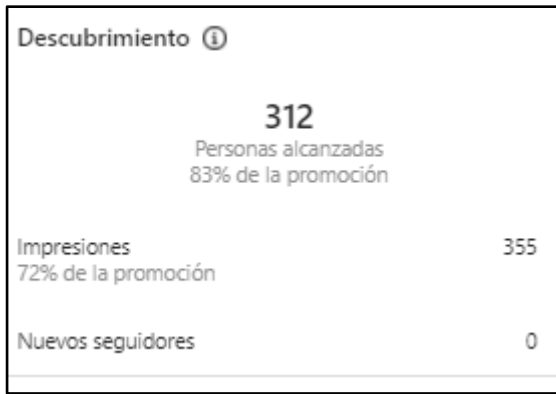 Descubrimiento
312
Personas alcanzadas
83% de la promoción
Impresiones 355
72% de la promoción
Nuevos seguidores 0